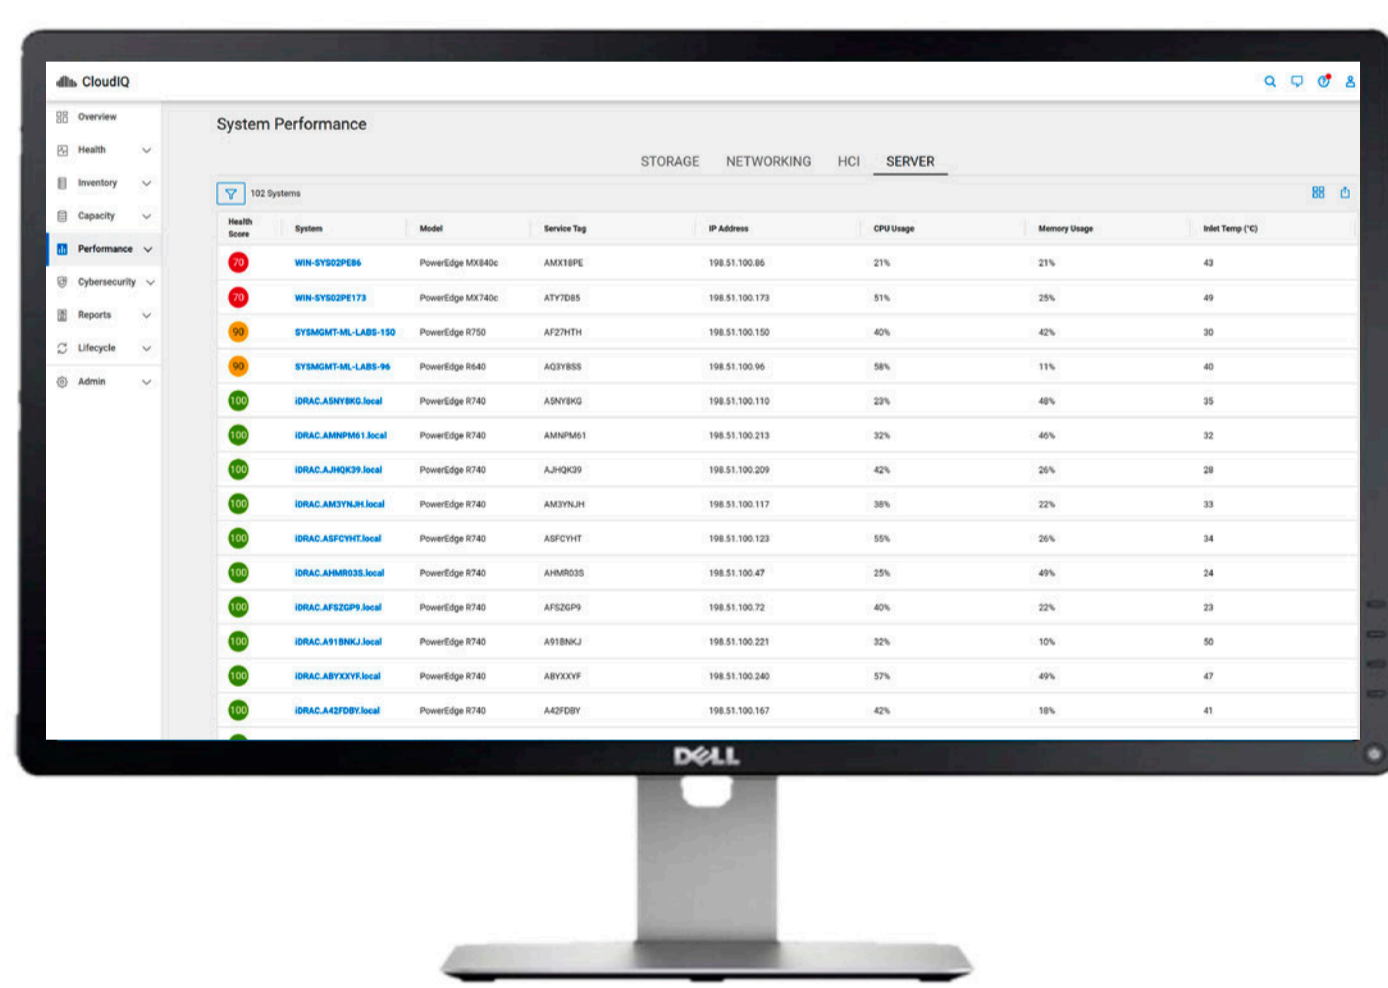 CloudIQ
Overview
Health
Inventory
Capacity
Performance
Cybersecurity
Reports
Lifecycle
Admin
System Performance
STORAGE NETWORKING HCI SERVER
102 Systems
Health Score System Model Service Tag IP Address CPU Usage Memory Usage Inlet Temp (°C)
70 WIN-SYS02PE86 PowerEdge MX840c AMX18PE 198.51.100.86 21% 21% 43
70 WIN-SYS02PE173 PowerEdge MX740c ATY7D85 198.51.100.173 51% 25% 49
90 SYSMGMT-ML-LABS-150 PowerEdge R750 AF27HTH 198.51.100.150 40% 42% 30
90 SYSMGMT-ML-LABS-96 PowerEdge R640 AQ3Y8SS 198.51.100.96 58% 11% 40
100 iDRAC.ASNY8KG.local PowerEdge R740 ASNY8KG 198.51.100.110 23% 48% 35
100 iDRAC.AMNPM61.local PowerEdge R740 AMNPM61 198.51.100.213 32% 46% 32
100 iDRAC.AJHQK39.local PowerEdge R740 AJHQK39 198.51.100.209 42% 26% 28
100 iDRAC.AM3YNJH.local PowerEdge R740 AM3YNJH 198.51.100.117 38% 22% 33
100 iDRAC.ASFCYHT.local PowerEdge R740 ASFCYHT 198.51.100.123 55% 26% 34
100 iDRAC.AHMR03S.local PowerEdge R740 AHMR03S 198.51.100.47 25% 49% 24
100 iDRAC.AFSZGP9.local PowerEdge R740 AFSZGP9 198.51.100.72 40% 22% 23
100 iDRAC.A91BNKJ.local PowerEdge R740 A91BNKJ 198.51.100.221 32% 10% 50
100 iDRAC.ABYXXYF.local PowerEdge R740 ABYXXYF 198.51.100.240 57% 49% 47
100 iDRAC.A42FDBY.local PowerEdge R740 A42FDBY 198.51.100.167 42% 18% 41
DELL